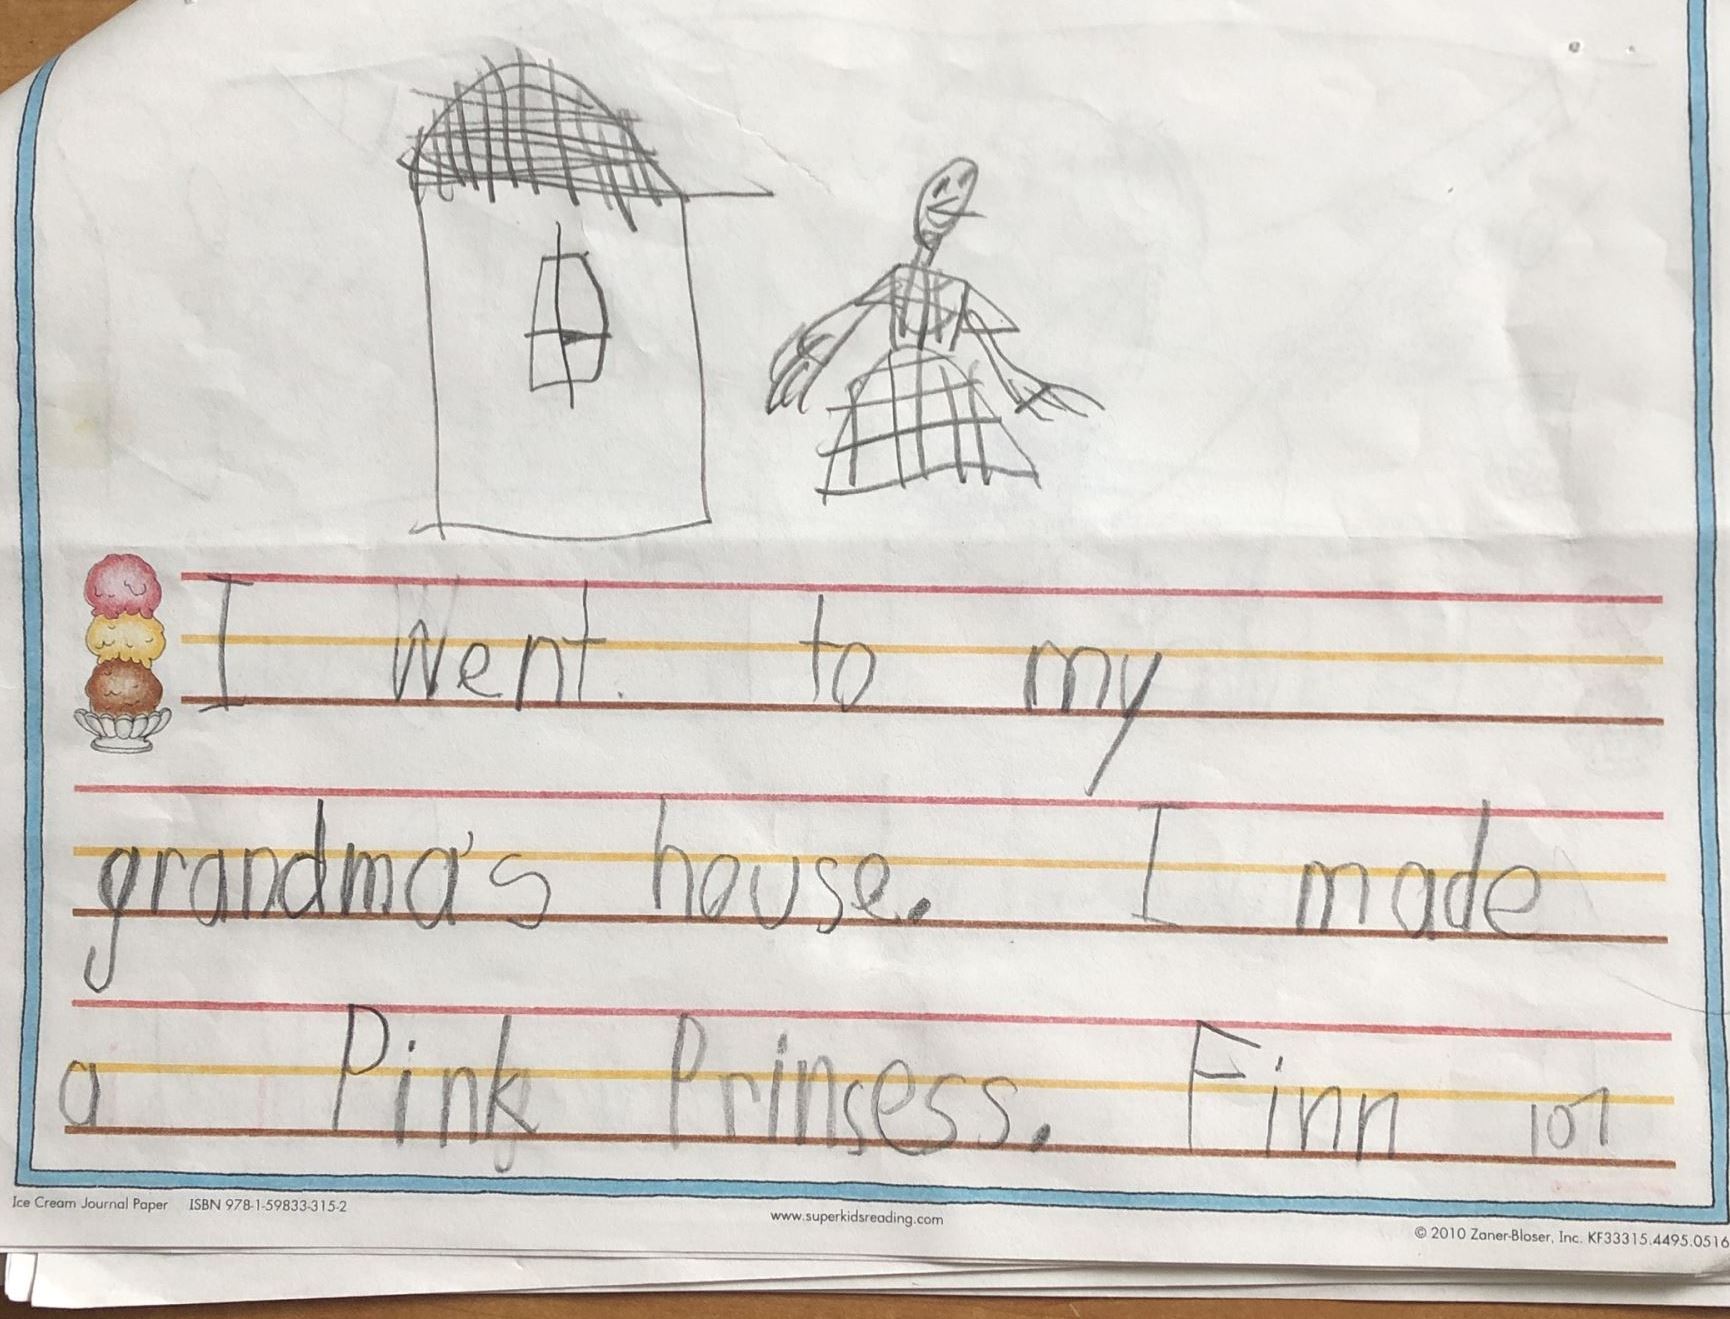 I went to my
grandma's house. I made
a Pink Prinsess. Finn 107
Ice Cream Journal Paper ISBN 978-1-59833-315-2
www.superkidsreading.com
© 2010 Zaner-Bloser, Inc. KF33315.4495.0516